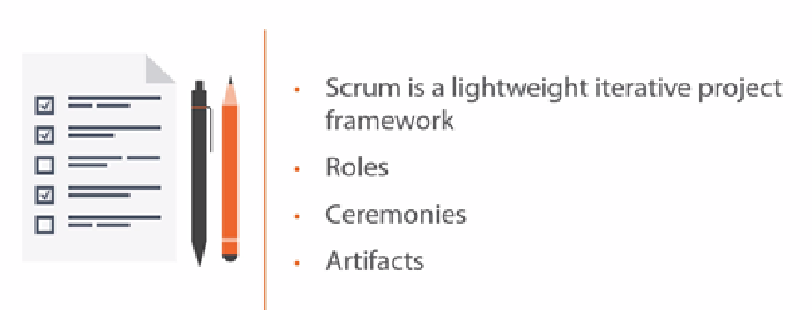 Scrum is a lightweight iterative project
framework
Roles
Ceremonies
Artifacts